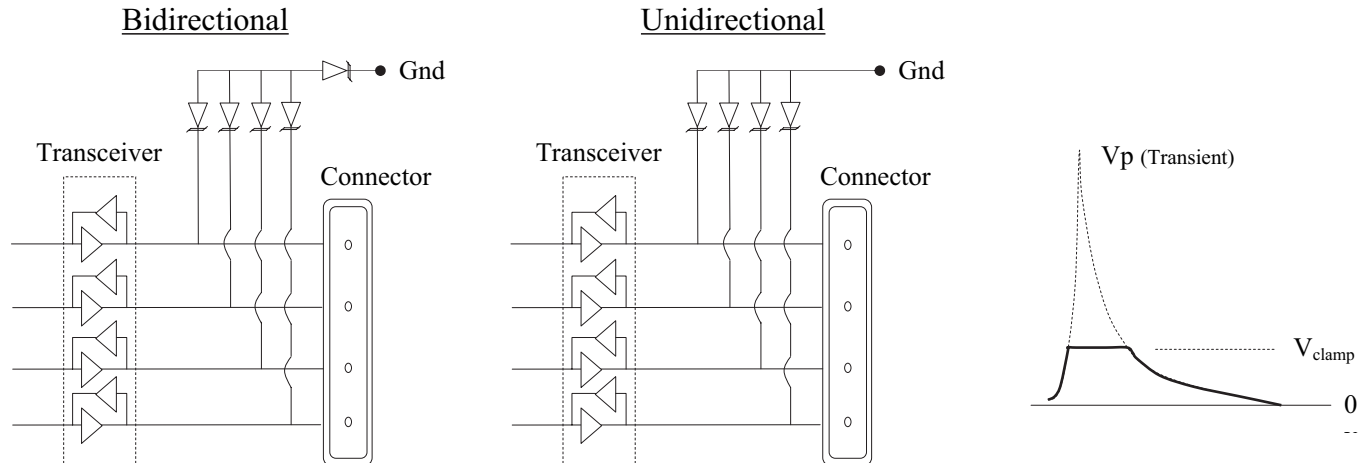 Bidirectional
Gnd
Transceiver
Connector
Unidirectional
Gnd
Transceiver
Connector
Vp (Transient)
Vclamp
0
--